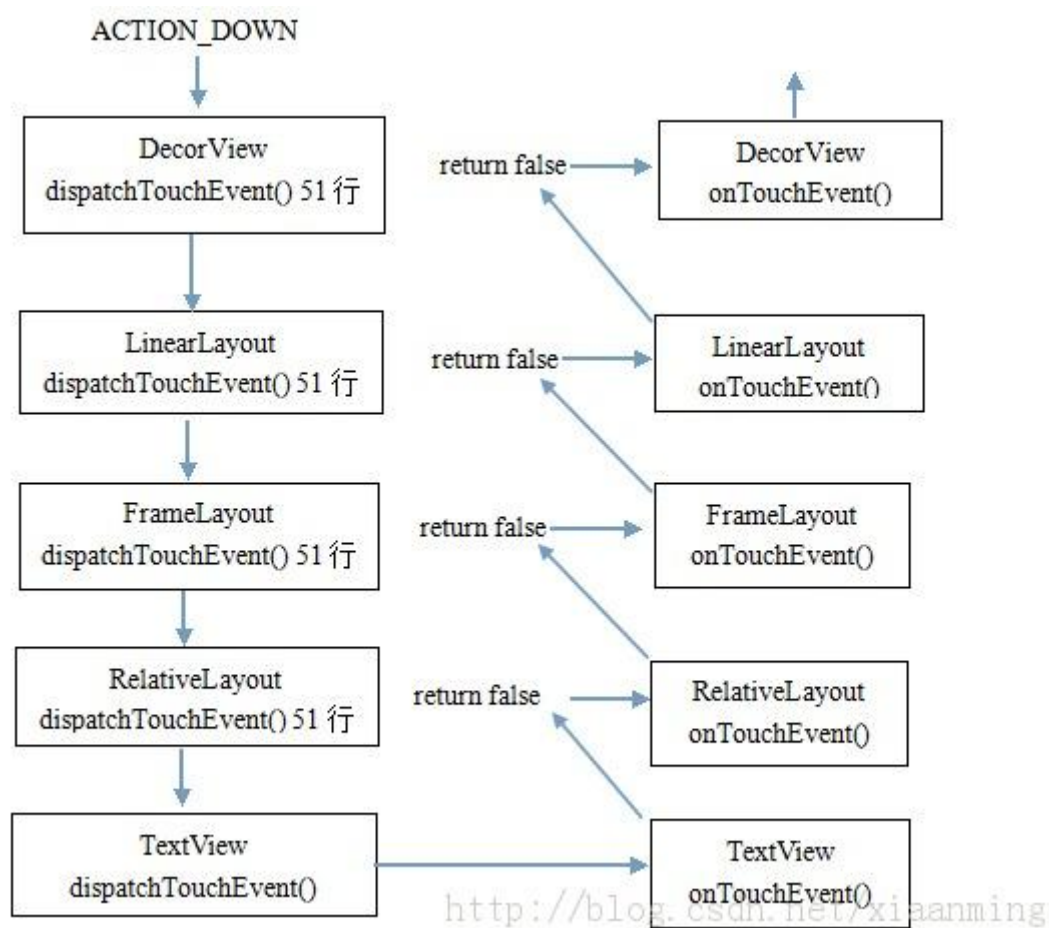 ACTION_DOWN
DecorView
dispatchTouchEvent() 51 行
LinearLayout
dispatchTouchEvent() 51 行
FrameLayout
dispatchTouchEvent() 51 行
RelativeLayout
dispatchTouchEvent() 51 行
TextView
dispatchTouchEvent()
TextView
onTouchEvent()
return false
RelativeLayout
onTouchEvent()
return false
FrameLayout
onTouchEvent()
return false
LinearLayout
onTouchEvent()
return false
DecorView
onTouchEvent()
http://blog.csdn.net/xiaanming